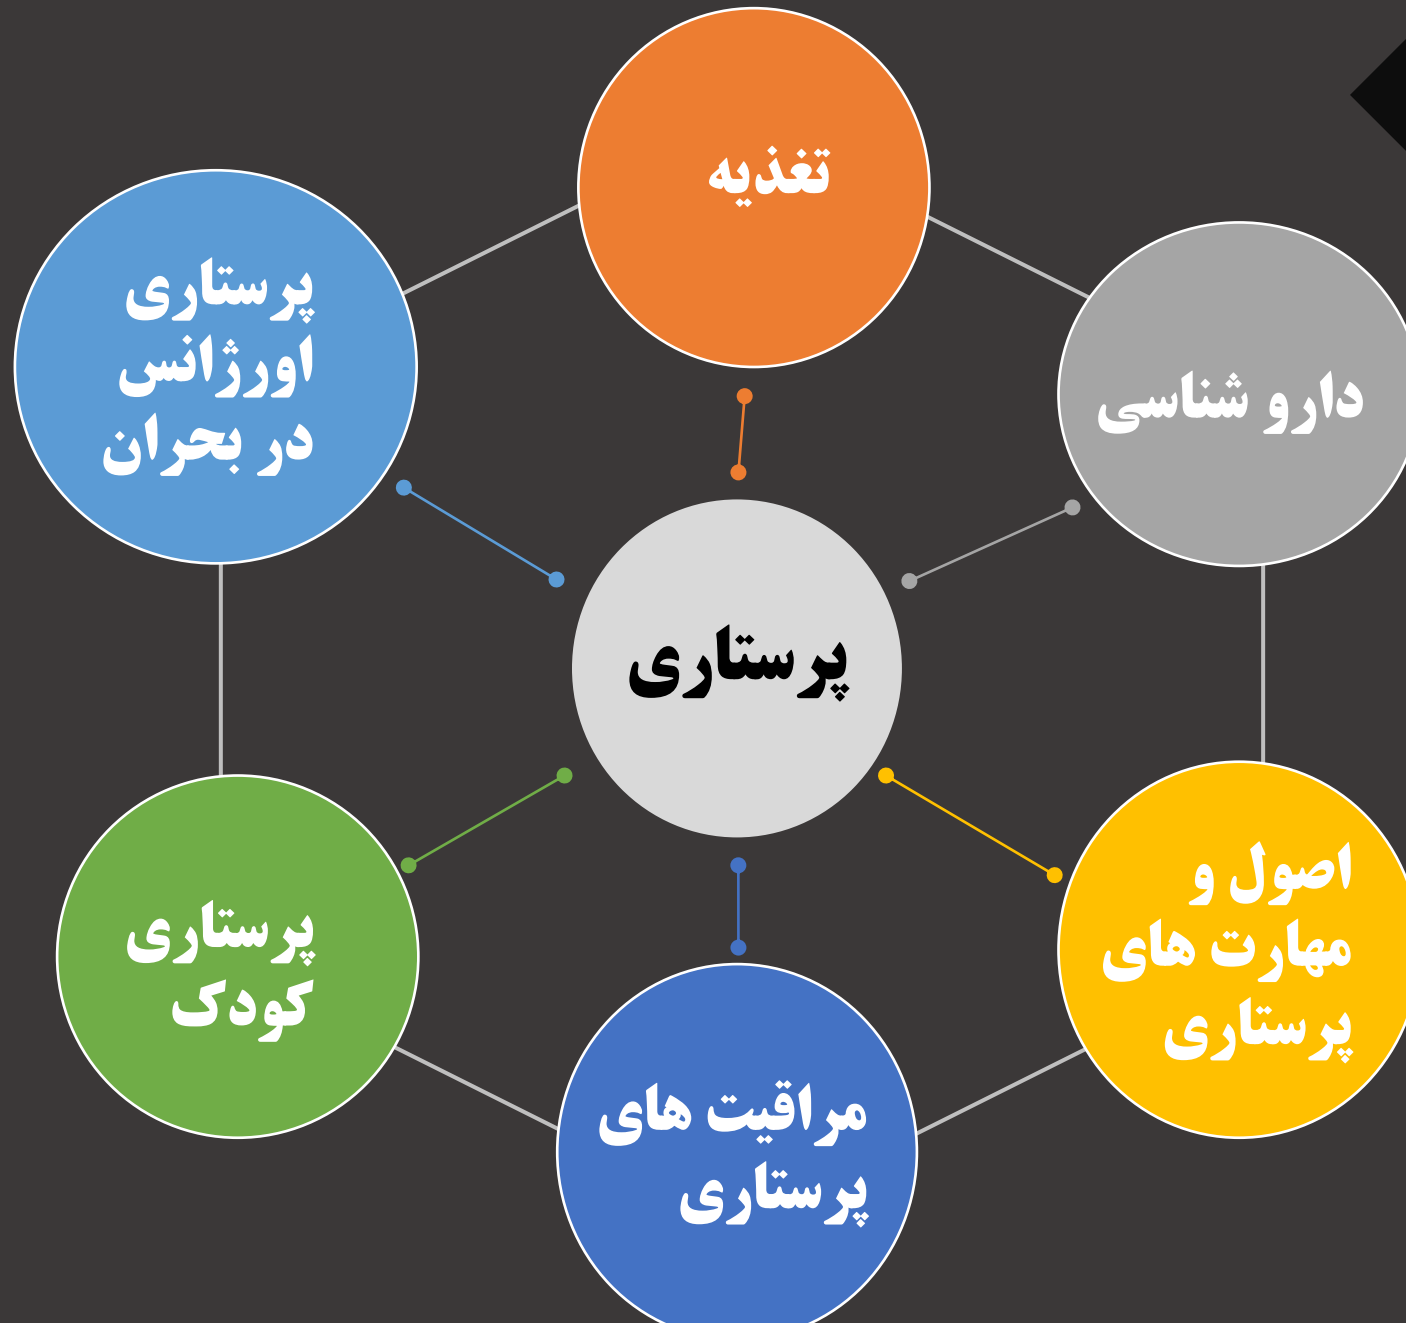 تغذیه
دارو شناسی
اصول و
مهارت های
پرستاری
مراقیت های
پرستاری
پرستاری
کودک
پرستاری
اورژانس
در بحران
پرستاری